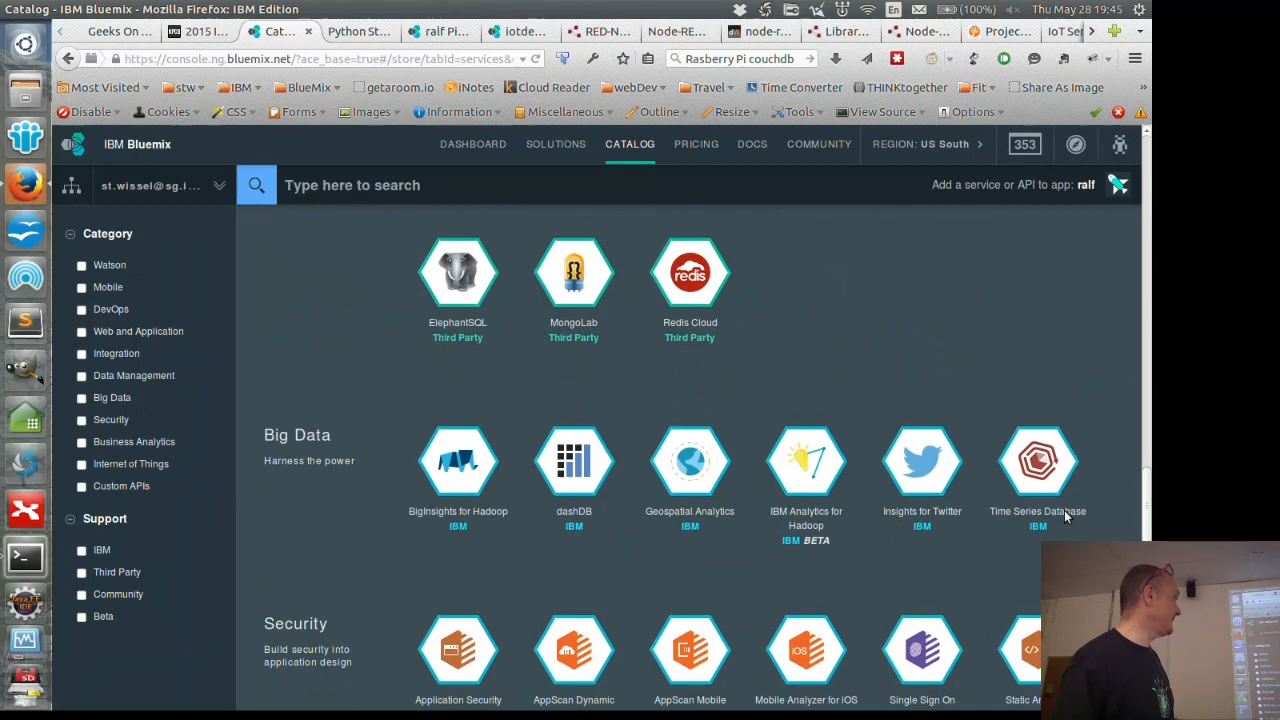 Catalog - IBM Bluemix - Mozilla Firefox: IBM Edition
En
(100%)
Thu May 28 19:45
Geeks On ...
2015 I...
Cat...
Python St...
ralf Pi...
iotde...
RED-N...
Node-RE...
node-r...
Librar...
Node-...
Projec...
IoT Ser
https://console.ng.bluemix.net/?ace_base=true#/store/tabId=services&
Rasberry Pi couchdb
Most Visited
stw
IBM
BlueMix
getaroom.io
iNotes
Cloud Reader
webDev
Travel
Time Converter
THINKtogether
Fit
Share As Image
Disable
Cookies
CSS
Forms
Images
Information
Miscellaneous
Outline
Resize
Tools
View Source
Options
IBM Bluemix
DASHBOARD
SOLUTIONS
CATALOG
PRICING
DOCS
COMMUNITY
REGION: US South
353
st.wissel@sg.i...
Type here to search
Add a service or API to app: ralf
Category
Watson
Mobile
DevOps
Web and Application
Integration
Data Management
Big Data
Security
Business Analytics
Internet of Things
Custom APIs
Support
IBM
Third Party
Community
Beta
redis
ElephantSQL
Third Party
MongoLab
Third Party
Redis Cloud
Third Party
Big Data
Harness the power
BigInsights for Hadoop
IBM
dashDB
IBM
Geospatial Analytics
IBM
IBM Analytics for
Hadoop
IBM BETA
Insights for Twitter
IBM
Time Series Database
IBM
Security
Build security into
application design
iOS
Application Security
AppScan Dynamic
AppScan Mobile
Mobile Analyzer for iOS
Single Sign On
Static A